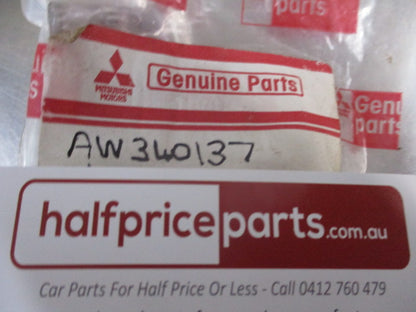 Genuine Parts
parts
MITSUBISHI
MOTORS
Genu
parts
AW340137
halfpriceparts.com.au
Car Parts For Half Price Or Less - Call 0412 760 479